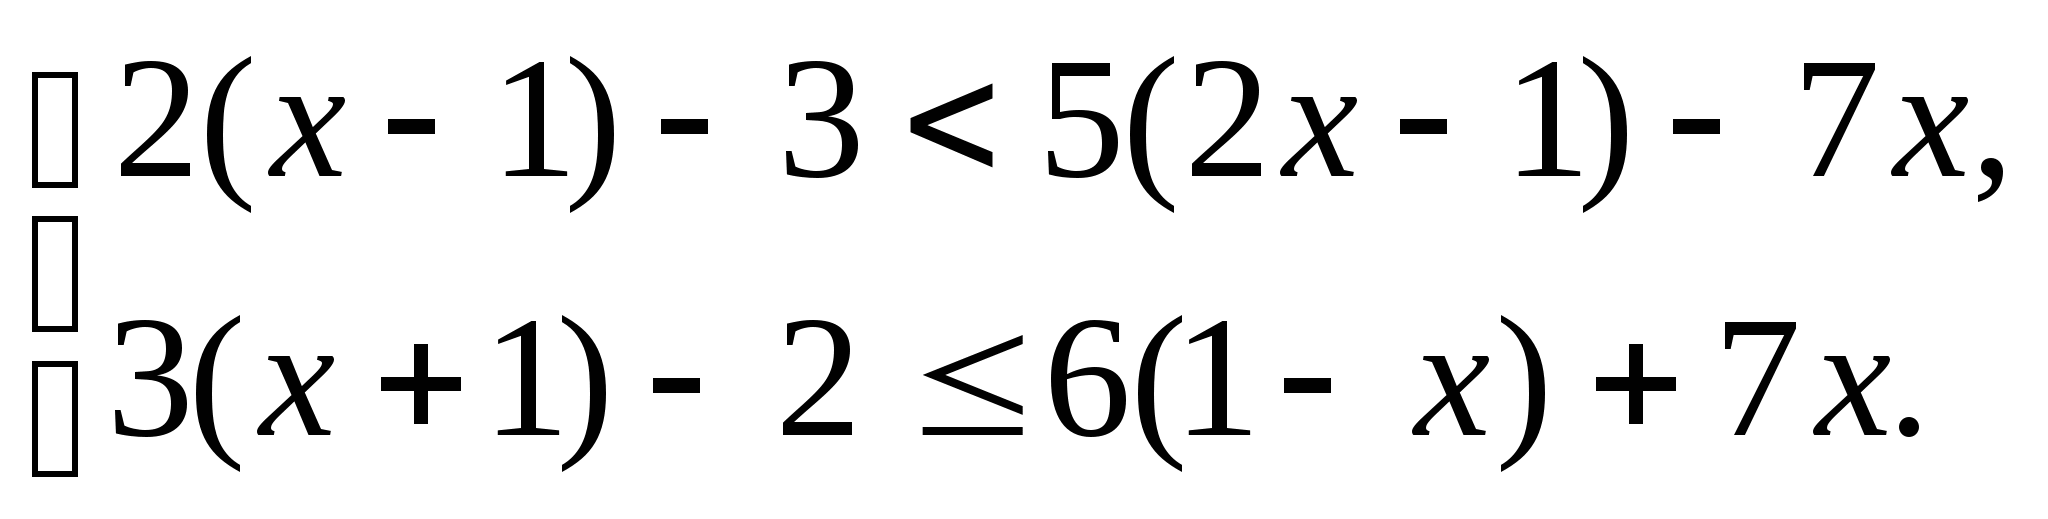 2(x - 1) - 3 < 5(2x - 1) - 7x,
3(x + 1) - 2 ≤ 6(1 - x) + 7x.